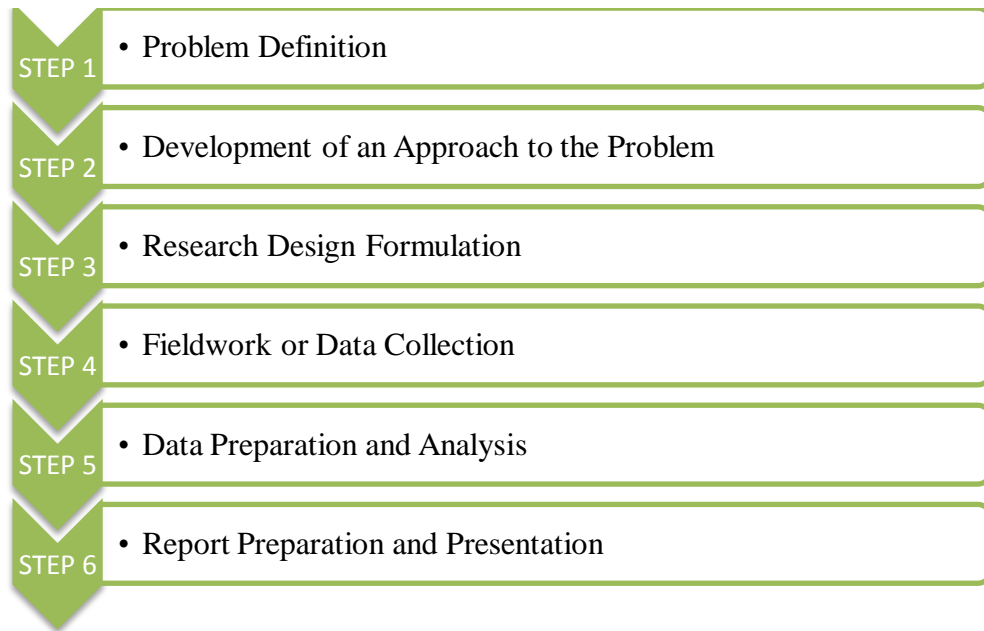 STEP 1
• Problem Definition
STEP 2
• Development of an Approach to the Problem
STEP 3
• Research Design Formulation
STEP 4
• Fieldwork or Data Collection
STEP 5
• Data Preparation and Analysis
STEP 6
• Report Preparation and Presentation